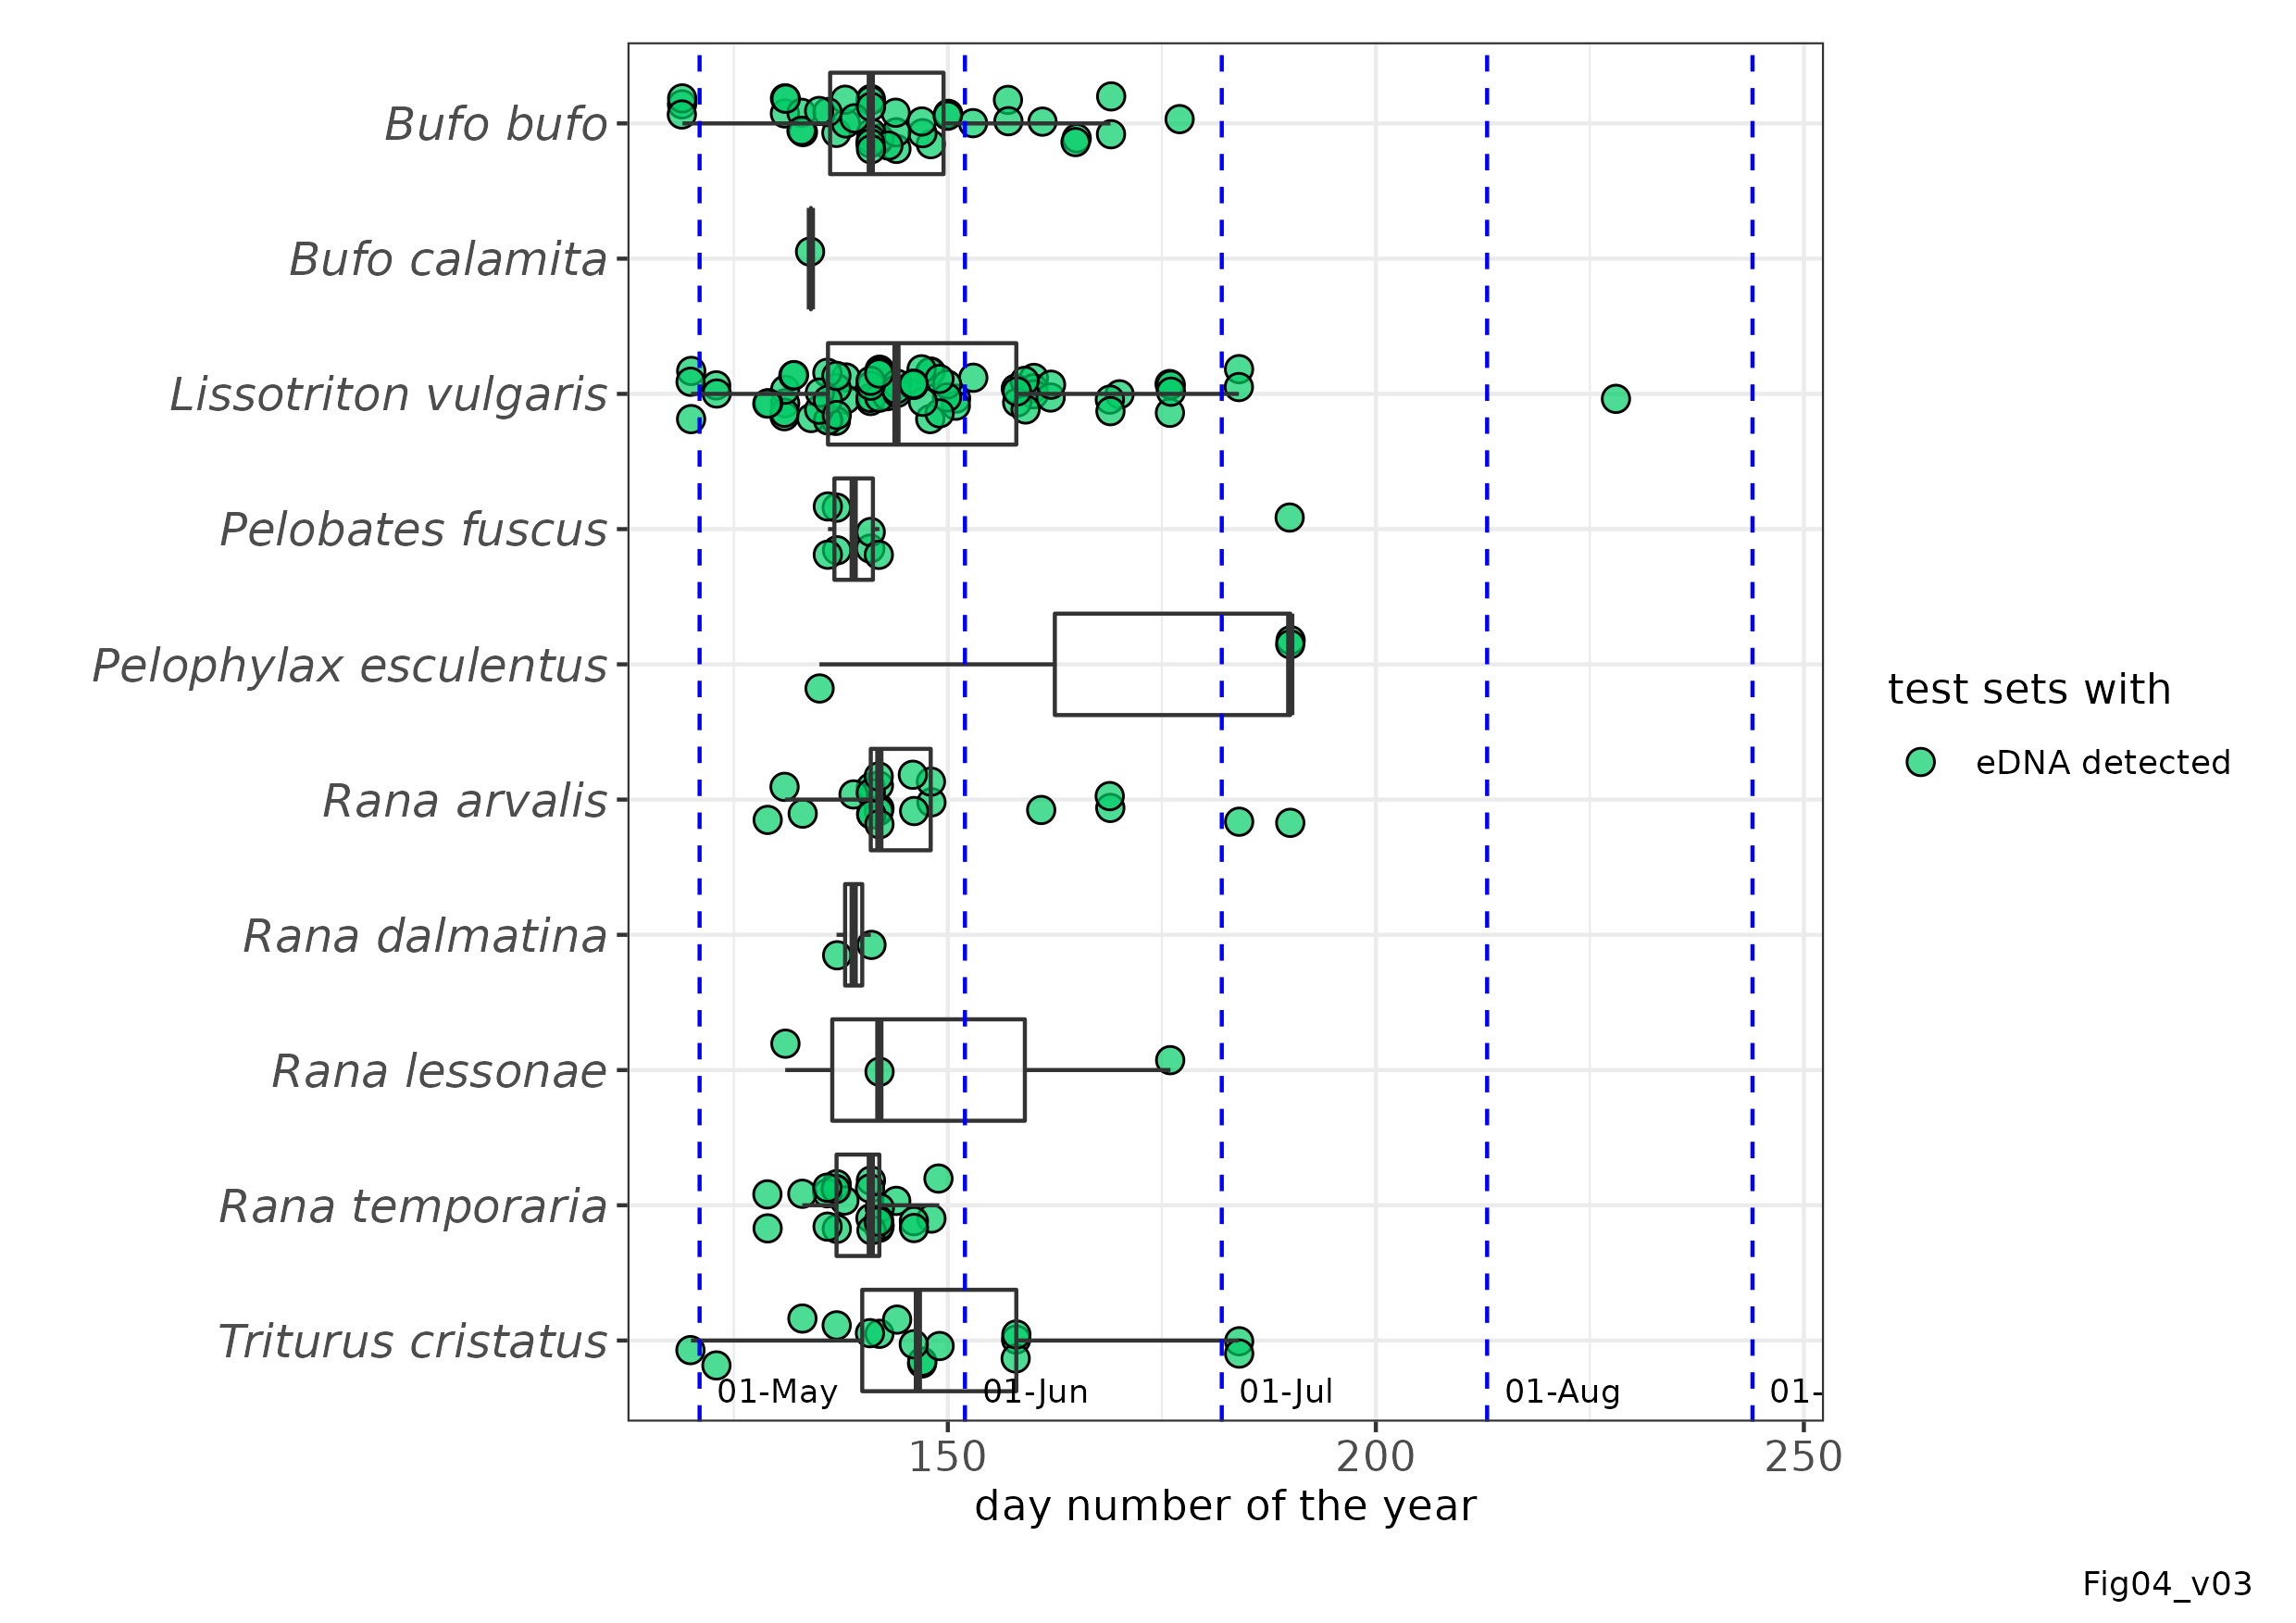 Bufo bufo
Bufo calamita
Lissotriton vulgaris
Pelobates fuscus
Pelophylax esculentus
Rana arvalis
Rana dalmatina
Rana lessonae
Rana temporaria
Triturus cristatus
01-May 01-Jun 01-Jul 01-Aug 01-
150 200 250
day number of the year
test sets with
eDNA detected
Fig04_v03